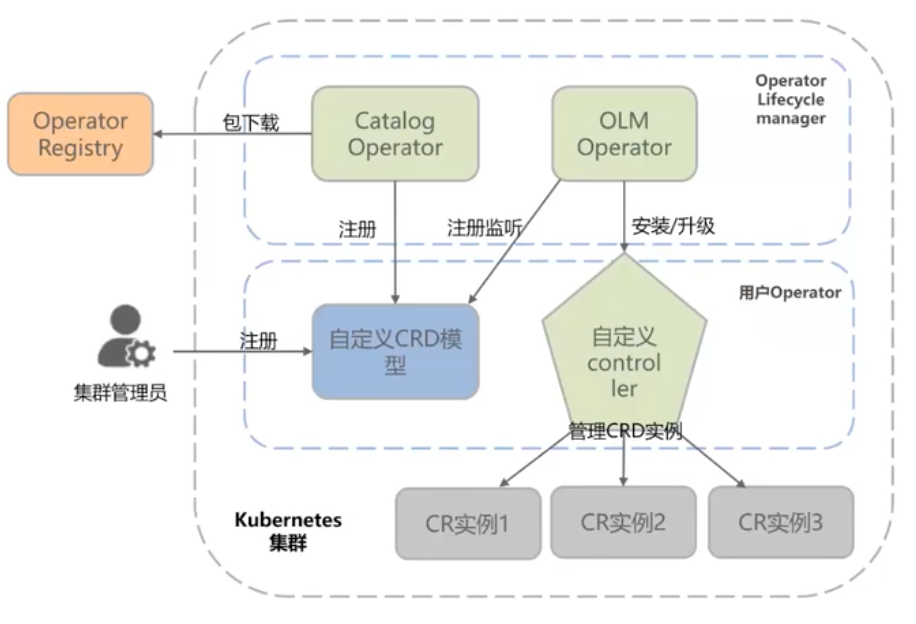 Operator
Lifecycle
manager
Operator
Registry
包下载
Catalog
Operator
OLM
Operator
注册
注册监听
安装/升级
用户Operator
集群管理员
注册
自定义CRD模
型
自定义
control
ler
管理CRD实例
Kubernetes
集群
CR实例1
CR实例2
CR实例3